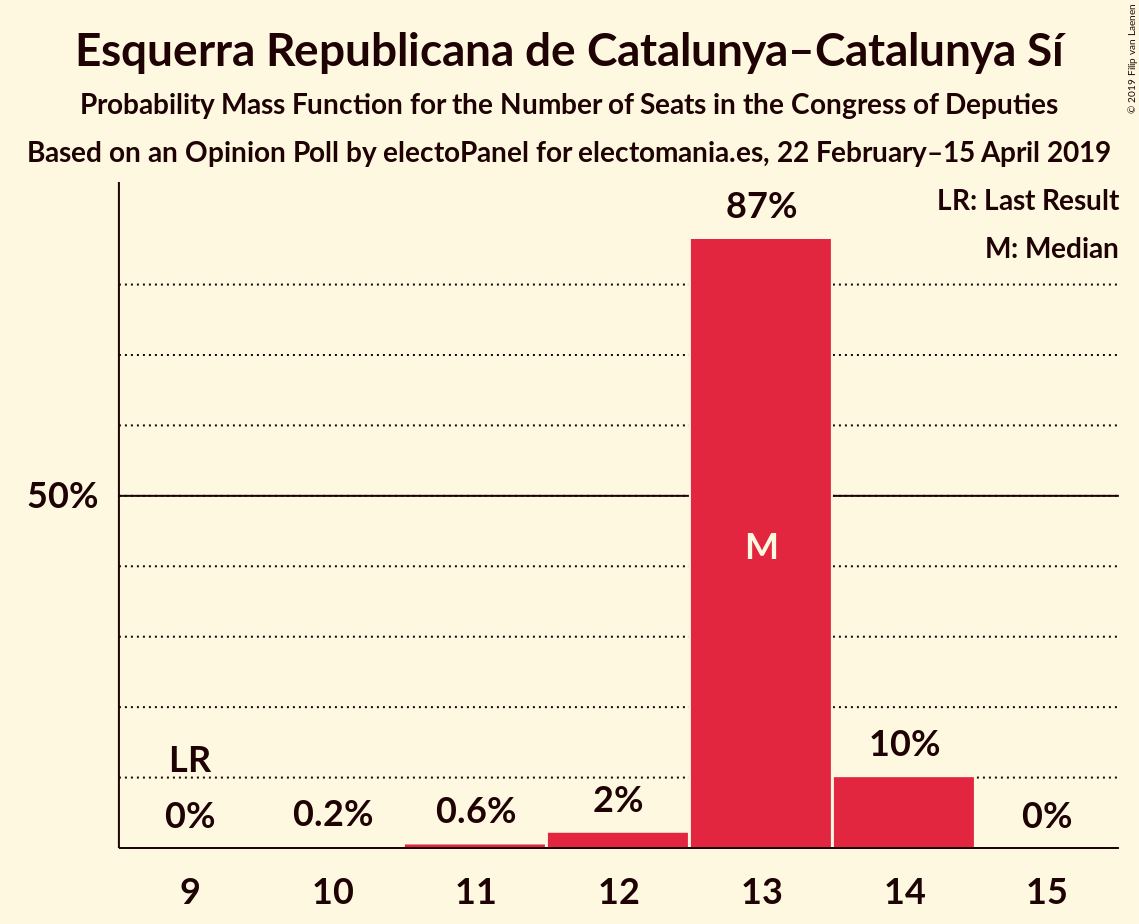 Esquerra Republicana de Catalunya–Catalunya Sí
Probability Mass Function for the Number of Seats in the Congress of Deputies
Based on an Opinion Poll by electoPanel for electomania.es, 22 February–15 April 2019
© 2019 Filip van Laenen
LR: Last Result
M: Median
87%
50%
M
LR
10%
0%
0.2%
0.6%
2%
0%
9 10 11 12 13 14 15